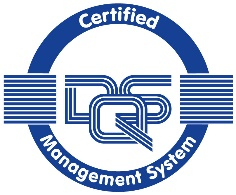 Certified
DQS
Management System